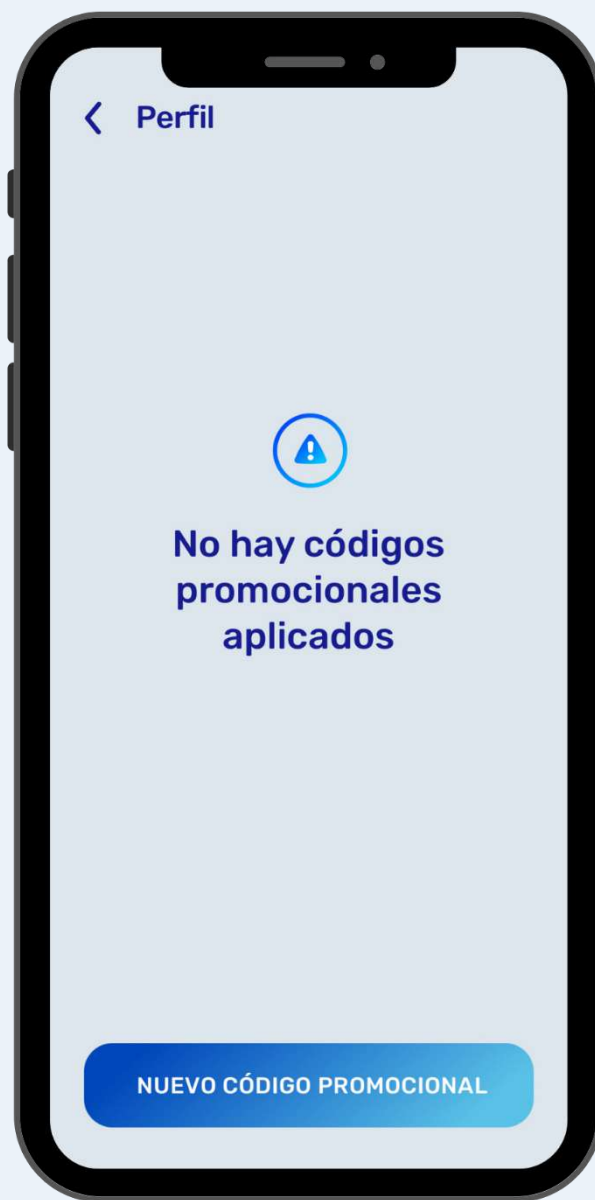 Perfil
No hay códigos
promocionales
aplicados
NUEVO CÓDIGO PROMOCIONAL